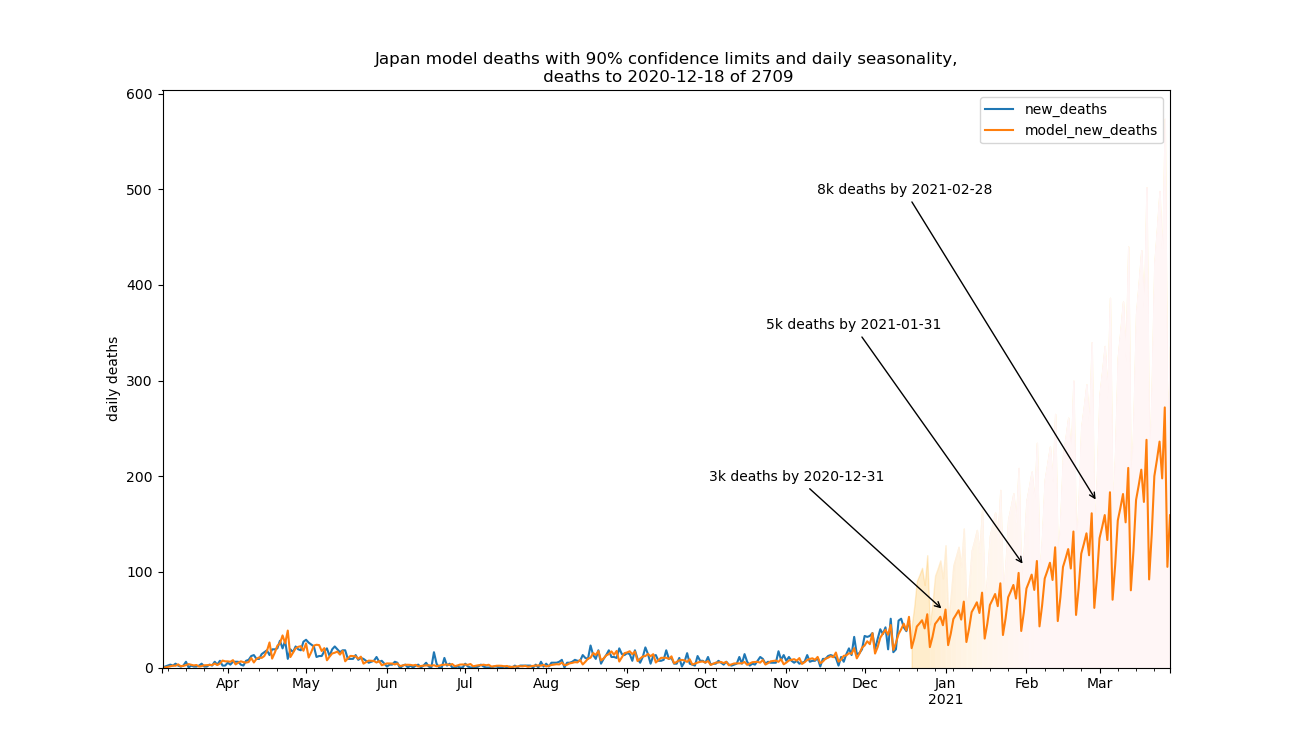 Japan model deaths with 90% confidence limits and daily seasonality,
deaths to 2020-12-18 of 2709
new_deaths
model_new_deaths
daily deaths
600
500
400
300
200
100
0
8k deaths by 2021-02-28
5k deaths by 2021-01-31
3k deaths by 2020-12-31
Apr May Jun Jul Aug Sep Oct Nov Dec Jan Feb Mar
2021